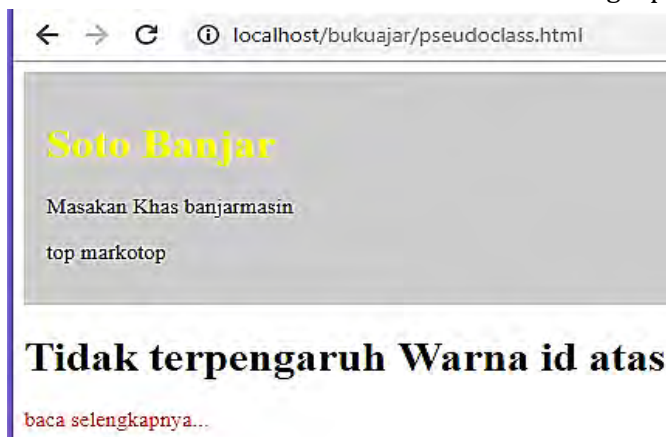 localhost/bukuajar/pseudoclass.html
Soto Banjar
Masakan Khas banjarmasin
top markotop
Tidak terpengaruh Warna id atas
baca selengkapnya...